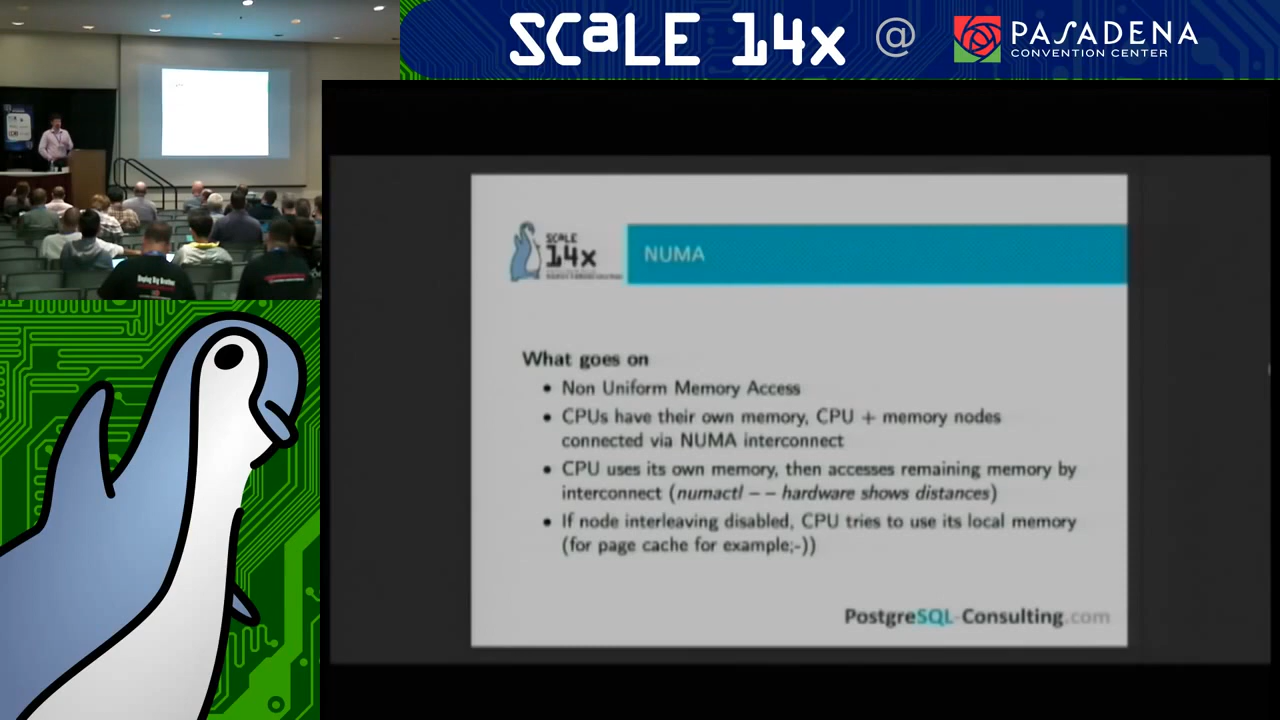 SCALE 14x @ PASADENA
CONVENTION CENTER
SCALE
14x
NUMA
What goes on
• Non Uniform Memory Access
• CPUs have their own memory, CPU + memory nodes
connected via NUMA interconnect
• CPU uses its own memory, then accesses remaining memory by
interconnect (numactl -- hardware shows distances)
• If node interleaving disabled, CPU tries to use its local memory
(for page cache for example;-))
PostgreSQL-Consulting.com